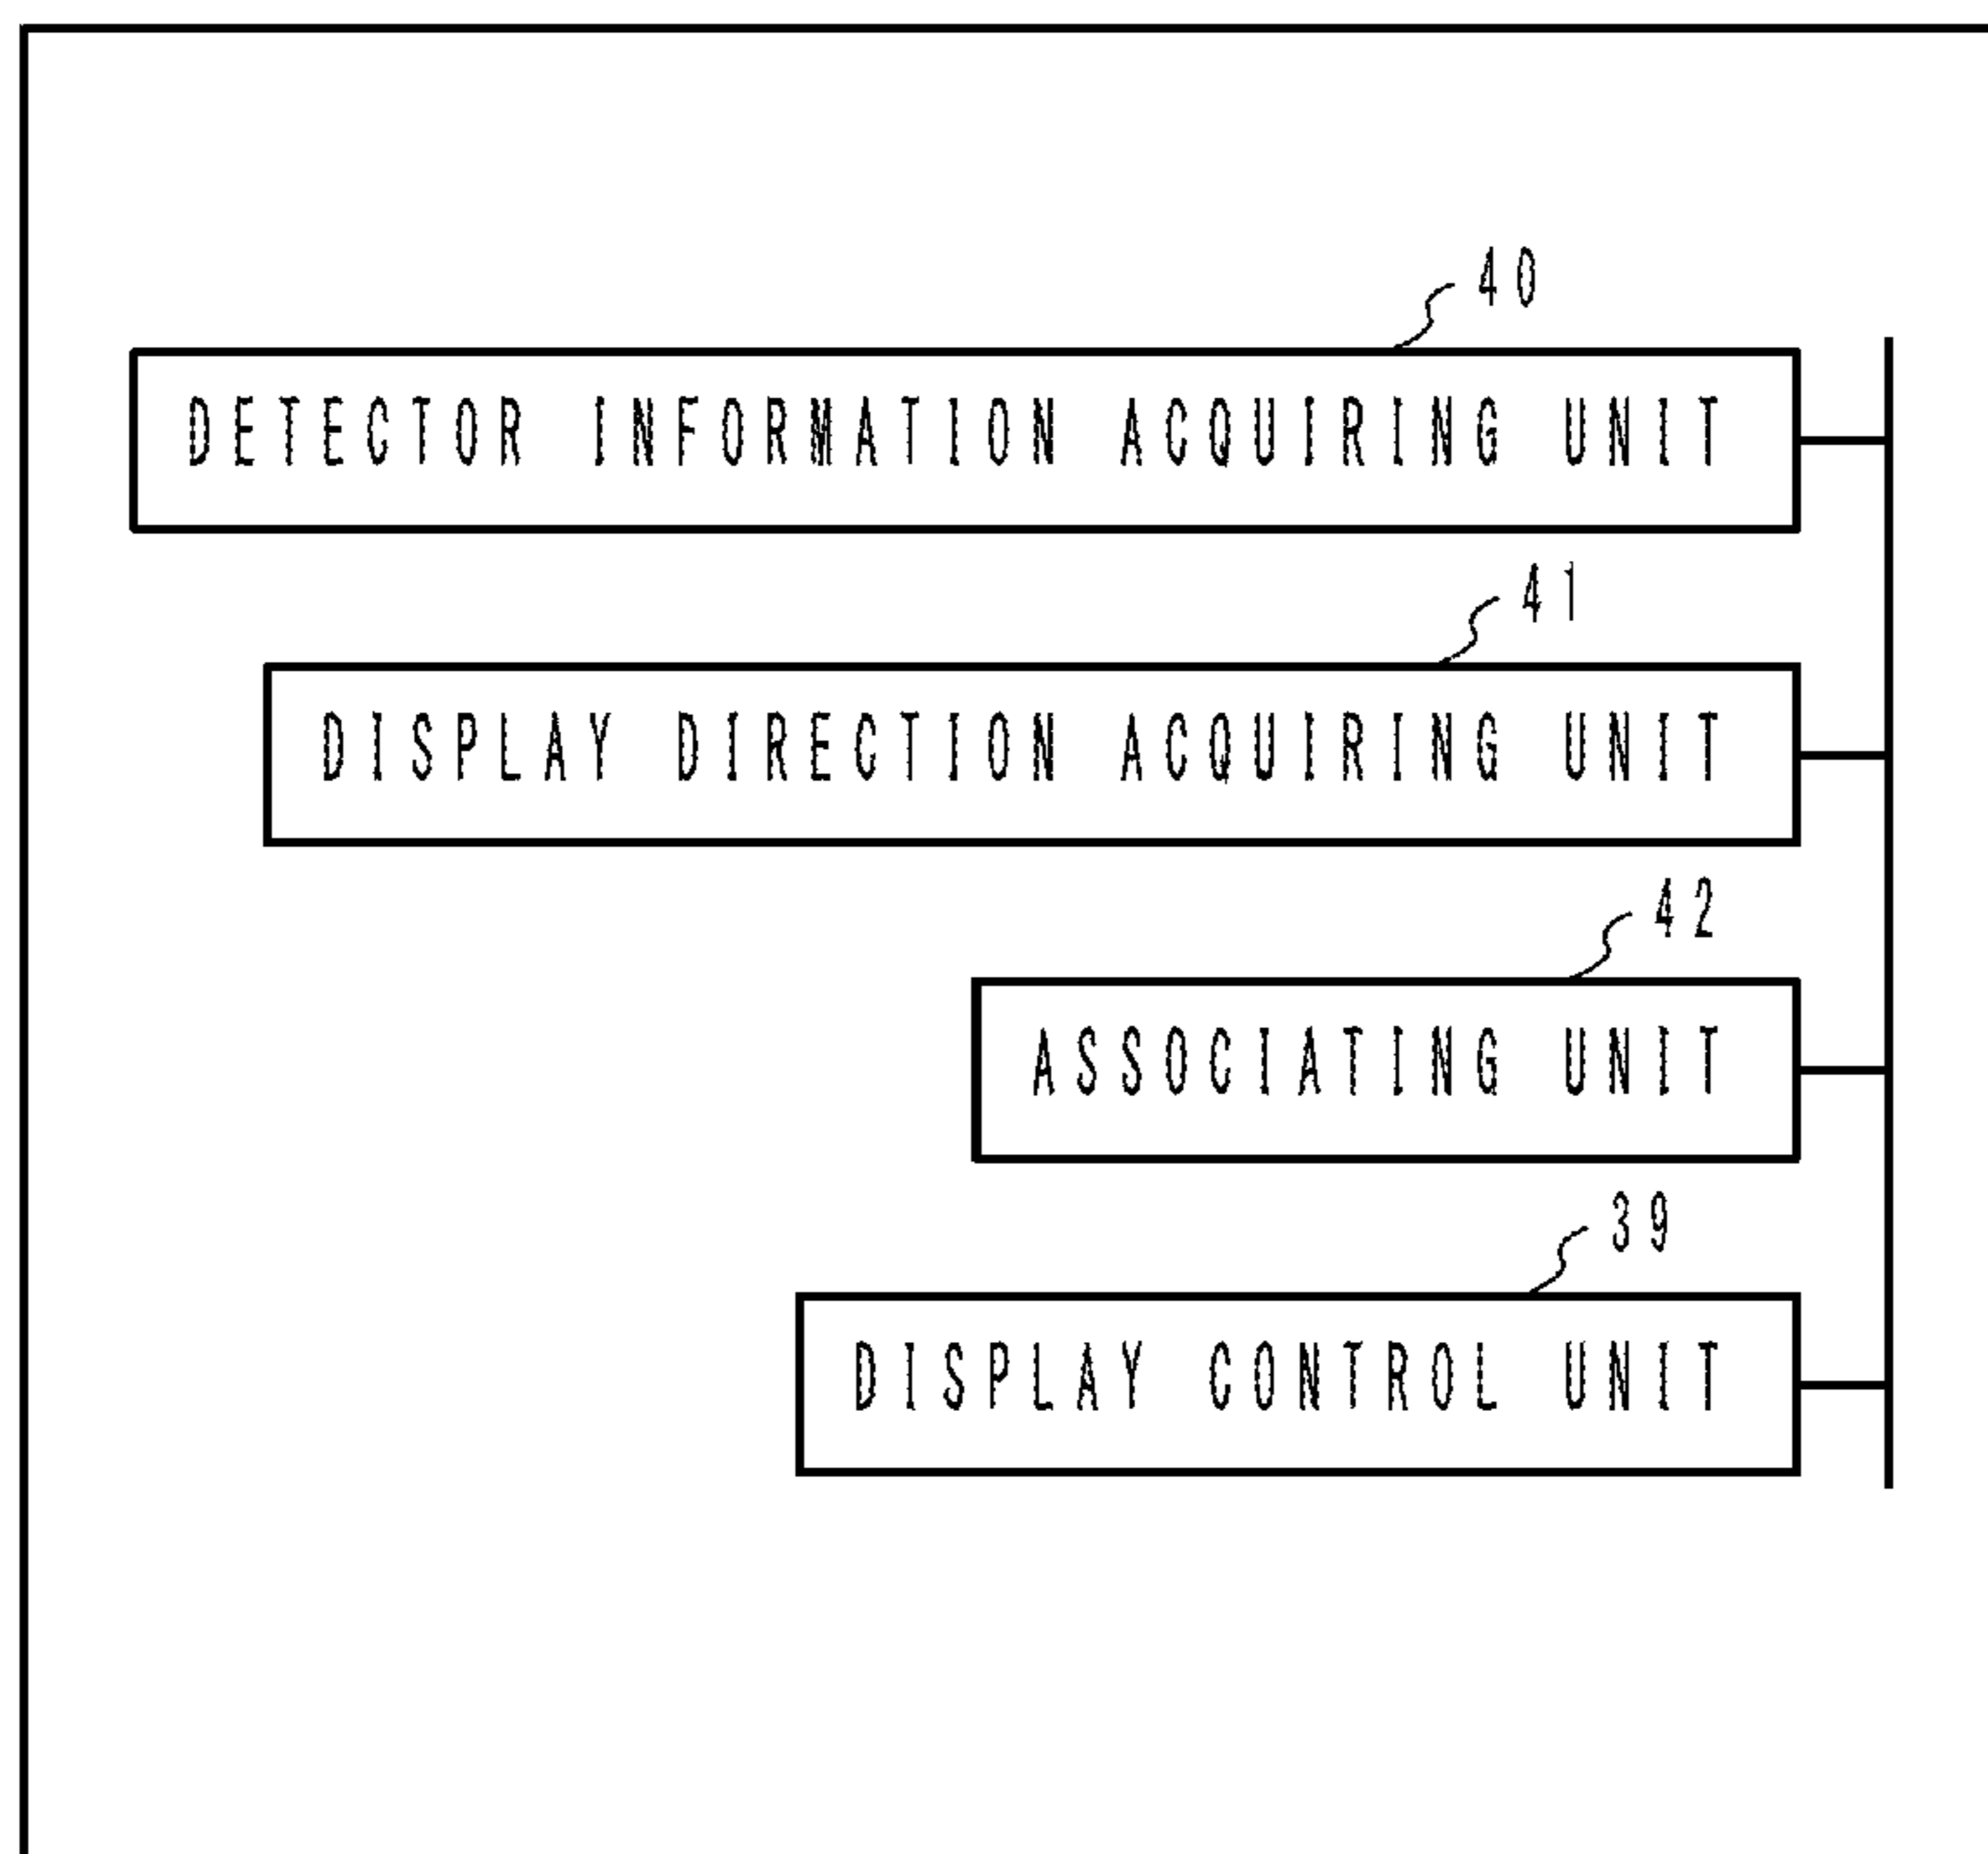 40
DETECTOR INFORMATION ACQUIRING UNIT
41
DISPLAY DIRECTION ACQUIRING UNIT
42
ASSOCIATING UNIT
39
DISPLAY CONTROL UNIT